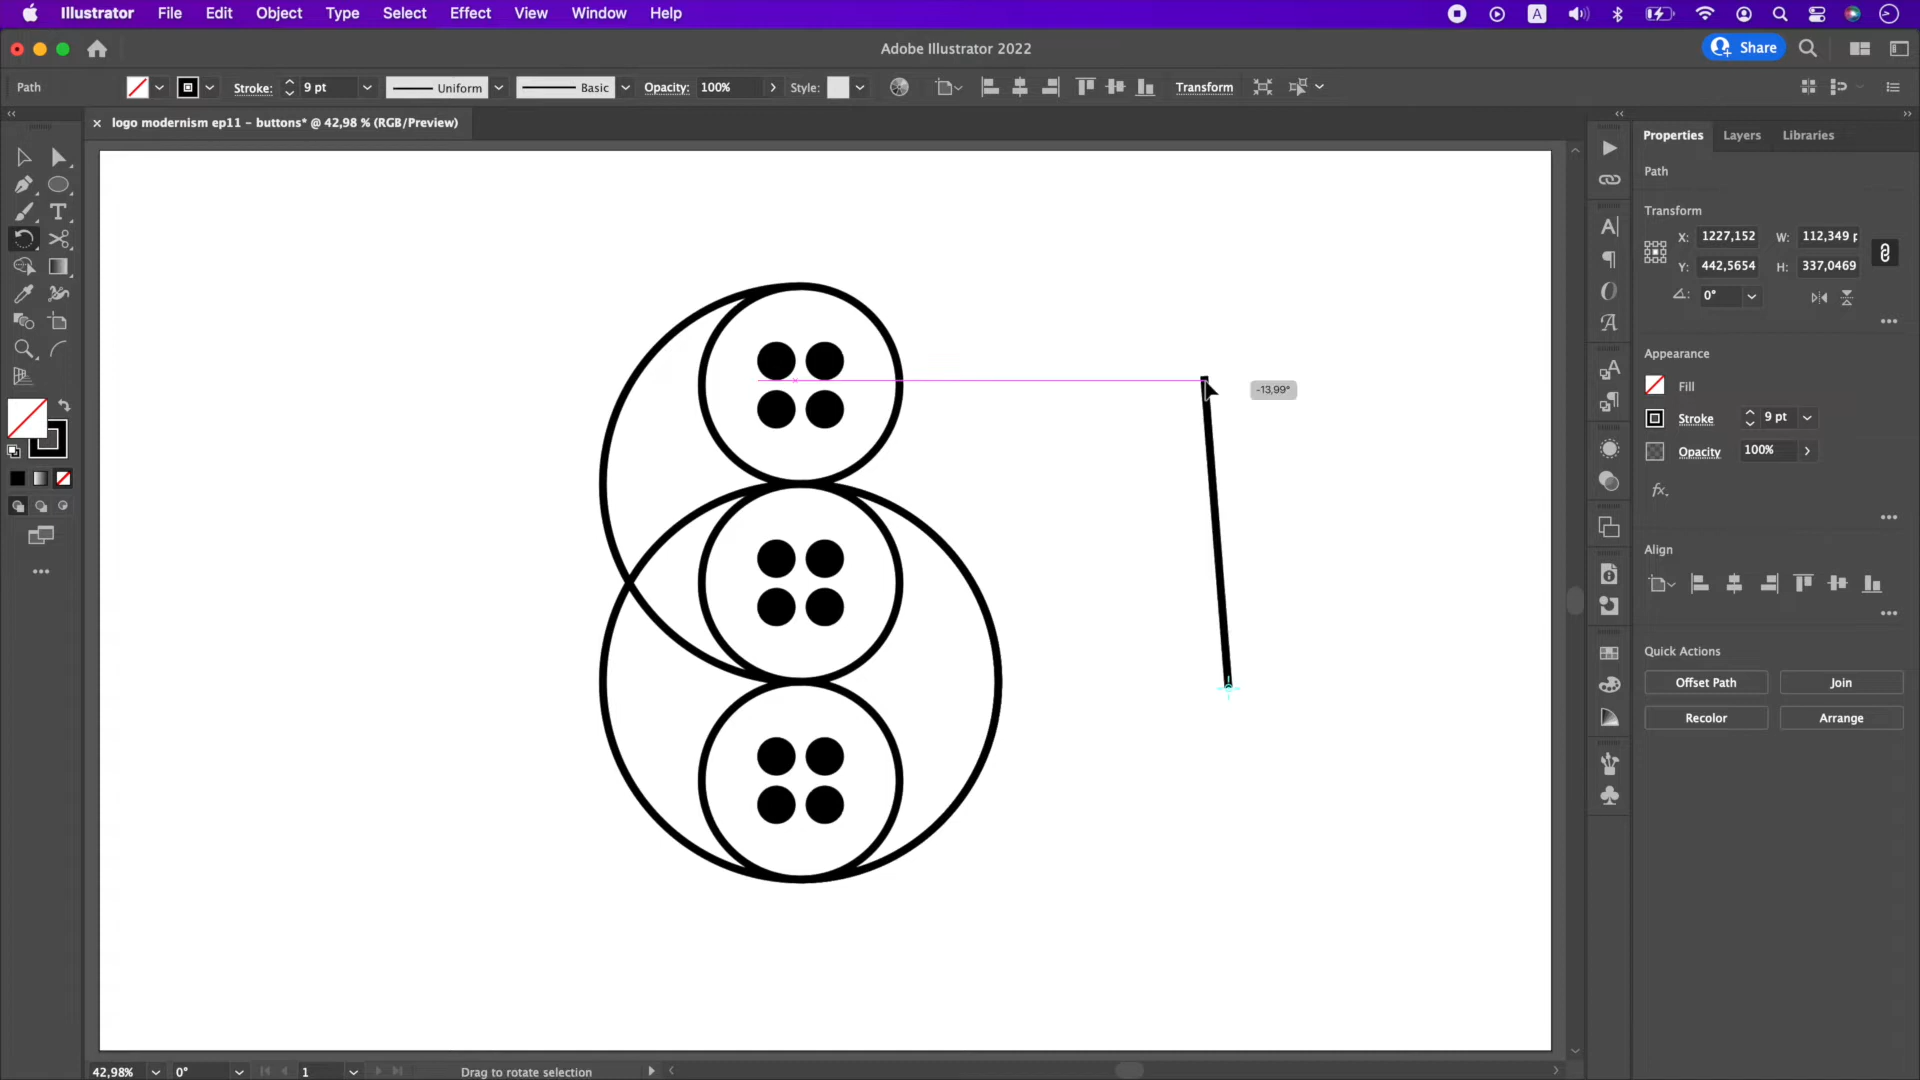 Illustrator File Edit Object Type Select Effect View Window Help
A
Adobe Illustrator 2022
Share
Path
Stroke: 9 pt
Uniform
Basic
Opacity: 100%
Style:
Transform
× logo modernism ep11 – buttons* @ 42,98 % (RGB/Preview)
Properties Layers Libraries
Path
Transform
X: 1227,152 W: 112,349 p
Y: 442,5654 H: 337,0469
0°
Appearance
Fill
Stroke 9 pt
Opacity 100%
fx
Align
Quick Actions
Offset Path Join
Recolor Arrange
-13,99°
42,98% 0° 1 Drag to rotate selection